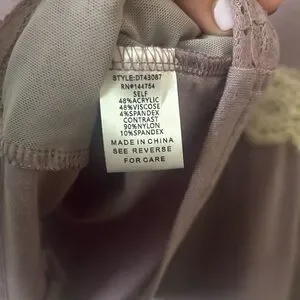 STYLE:DT43087
RN#144754
SELF
48%ACRYLIC
48%VISCOSE
4%SPANDEX
CONTRAST
90%NYLON
10%SPANDEX
MADE IN CHINA
SEE REVERSE
FOR CARE